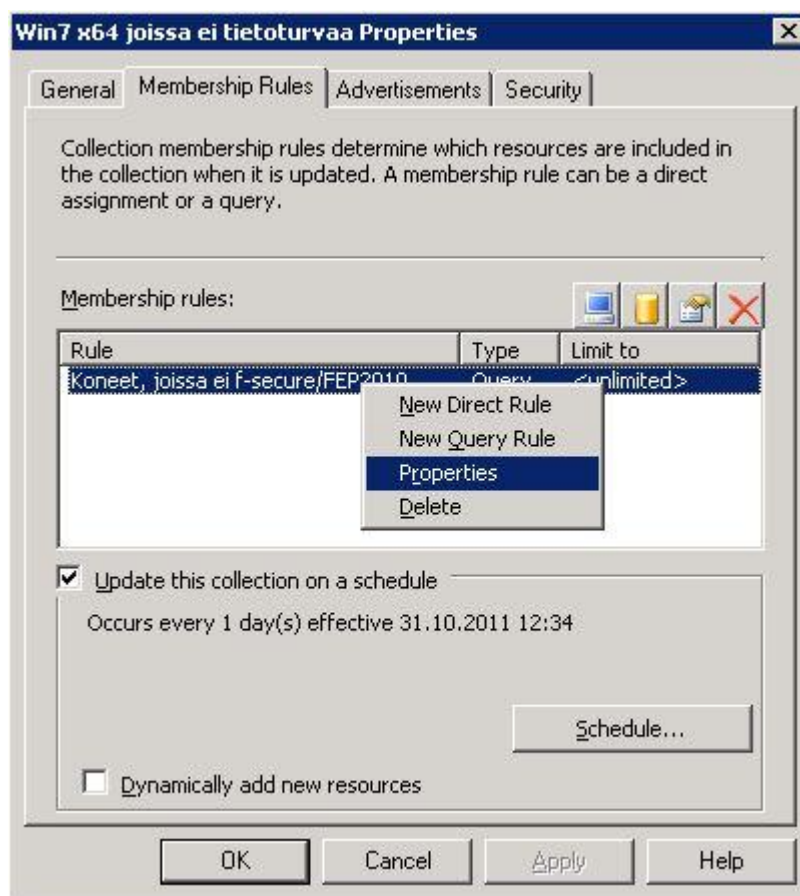 Win7 x64 joissa ei tietoturvaa Properties
General Membership Rules Advertisements Security
Collection membership rules determine which resources are included in
the collection when it is updated. A membership rule can be a direct
assignment or a query.
Membership rules:
Rule Type Limit to
Koneet, joissa ei f-secure/FEP2010 Query <unlimited>
New Direct Rule
New Query Rule
Properties
Delete
Update this collection on a schedule
Occurs every 1 day(s) effective 31.10.2011 12:34
Schedule...
Dynamically add new resources
OK Cancel Apply Help